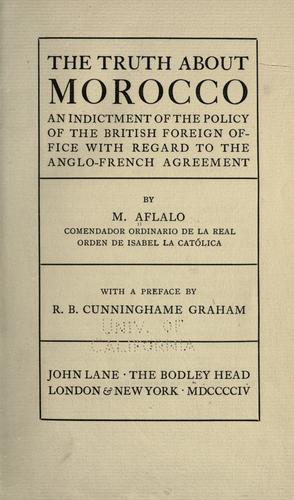 THE TRUTH ABOUT
MOROCCO
AN INDICTMENT OF THE POLICY
OF THE BRITISH FOREIGN OF-
FICE WITH REGARD TO THE
ANGLO-FRENCH AGREEMENT
BY
M. AFLALO
COMENDADOR ORDINARIO DE LA REAL
ORDEN DE ISABEL LA CATÓLICA
WITH A PREFACE BY
R. B. CUNNINGHAME GRAHAM
UNIV. OF
CALIFORNIA
JOHN LANE · THE BODLEY HEAD
LONDON & NEW YORK · MDCCCCIV